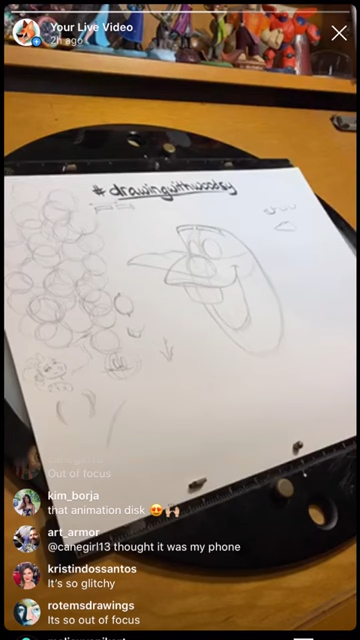 Your Live Video
2h ago
#drawingwithwoody
Out of focus
kim_borja
that animation disk 😍🙌🏼
art_armor
@canegirl13 thought it was my phone
kristindossantos
It's so glitchy
rotemsdrawings
Its so out of focus